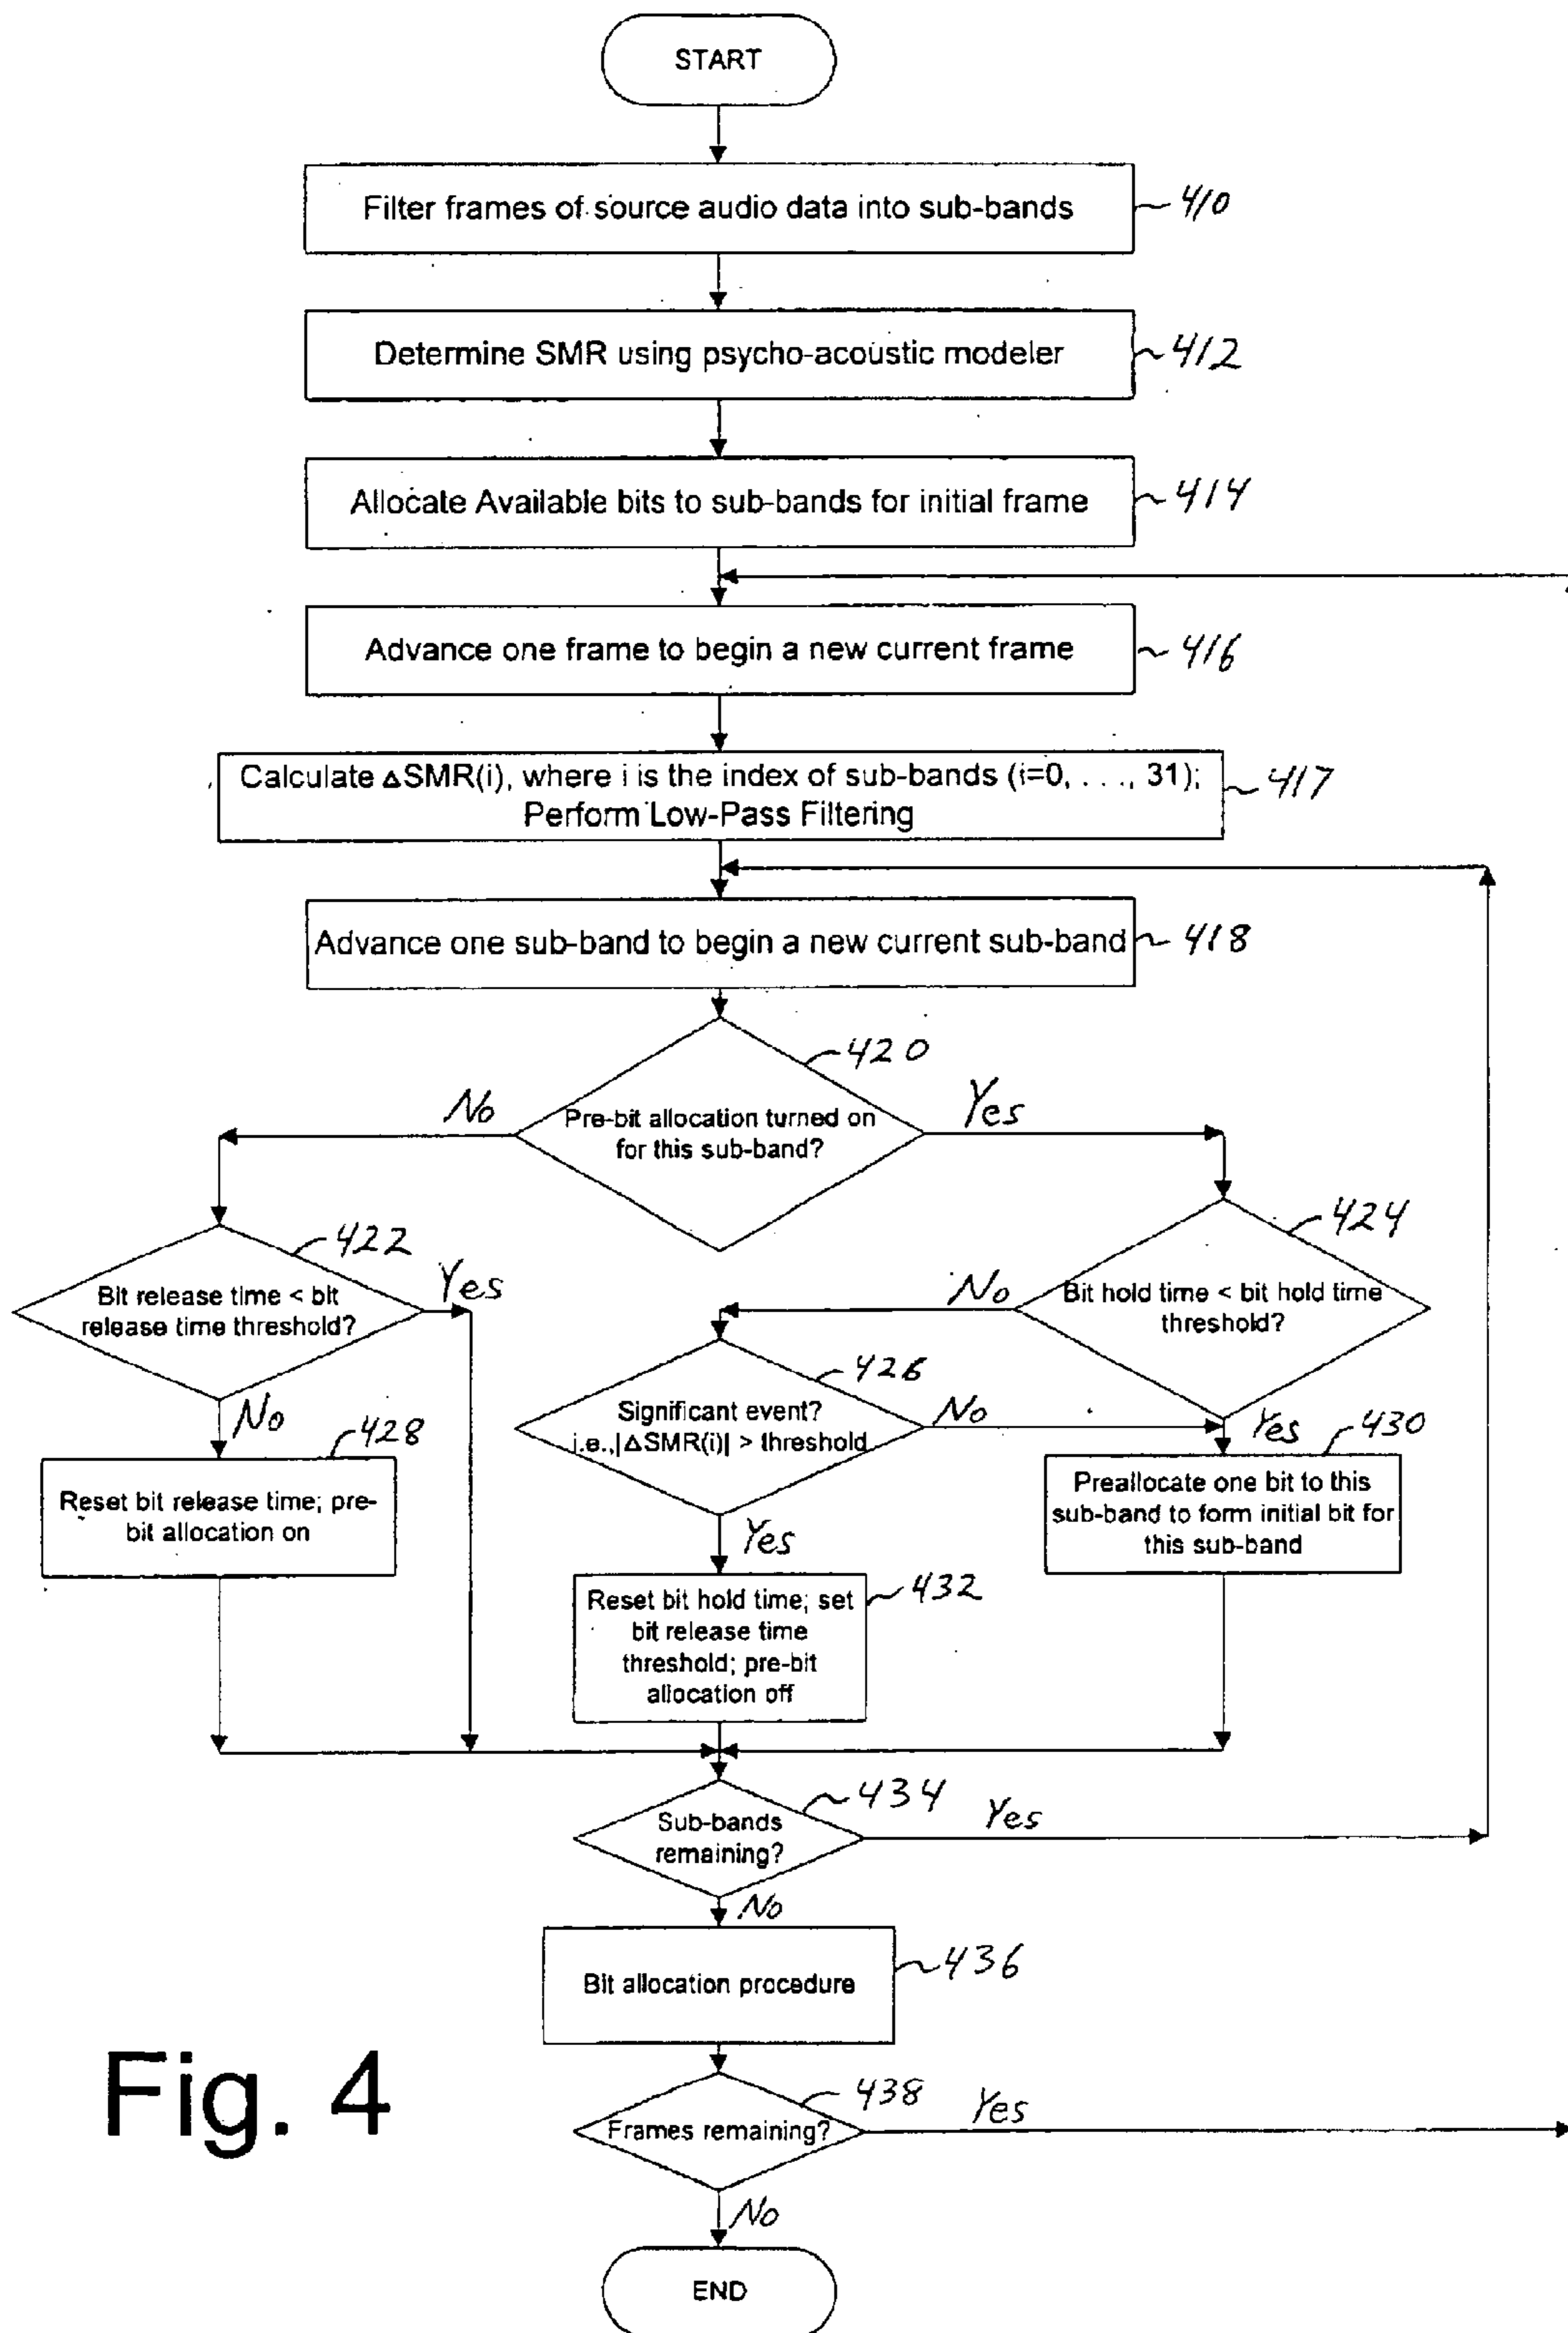 START
Filter frames of source audio data into sub-bands
410
Determine SMR using psycho-acoustic modeler
412
Allocate Available bits to sub-bands for initial frame
414
Advance one frame to begin a new current frame
416
Calculate ΔSMR(i), where i is the index of sub-bands (i=0, . . ., 31);
Perform Low-Pass Filtering
417
Advance one sub-band to begin a new current sub-band
418
420
Pre-bit allocation turned on
for this sub-band?
No
Yes
422
Bit release time < bit
release time threshold?
Yes
No
424
Bit hold time < bit hold time
threshold?
No
Yes
426
Significant event?
i.e.,|ΔSMR(i)| > threshold
No
Yes
428
Reset bit release time; pre-
bit allocation on
430
Preallocate one bit to this
sub-band to form initial bit for
this sub-band
432
Reset bit hold time; set
bit release time
threshold; pre-bit
allocation off
434
Sub-bands
remaining?
Yes
No
436
Bit allocation procedure
438
Frames remaining?
Yes
No
END
Fig. 4